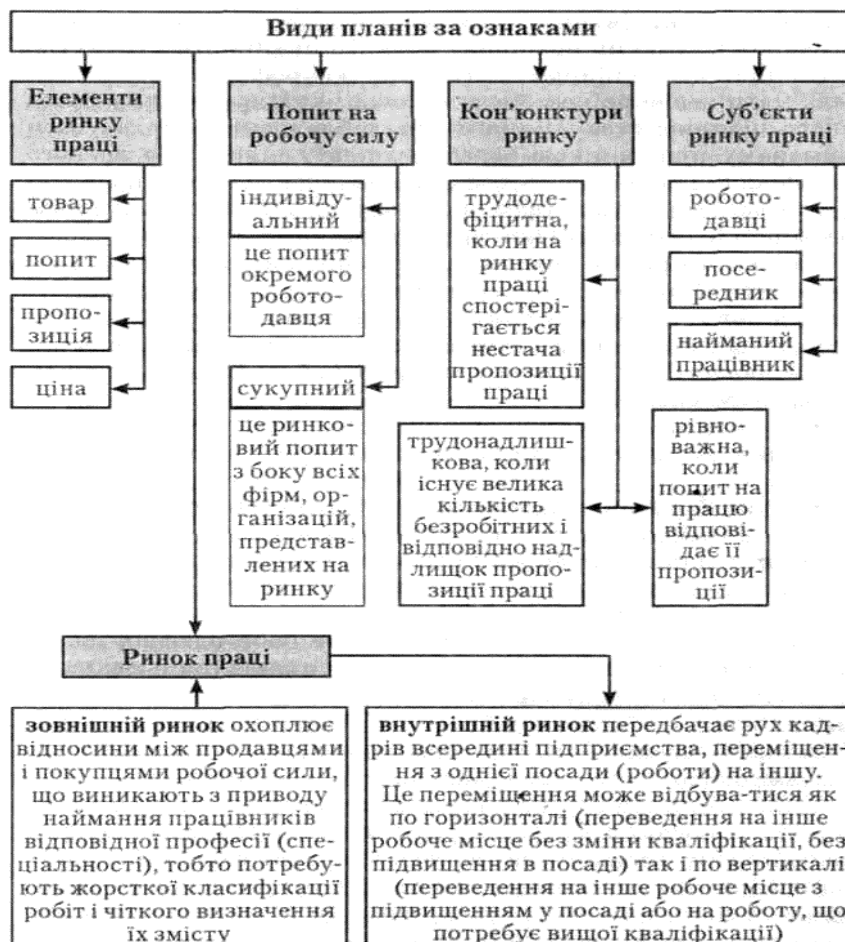 Види планів за ознаками
Елементи
ринку
праці
товар
попит
пропо-
зиція
ціна
Попит на
робочу силу
індивіду-
альний
це попит
окремого
робото-
давця
сукупний
це ринко-
вий попит
з боку всіх
фірм, ор-
ганізацій,
представ-
лених на
ринку
Кон’юнктури
ринку
трудоде-
фіцитна,
коли на
ринку
праці
спостері-
гається
нестача
пропозиції
праці
трудонадлиш-
кова, коли
існує велика
кількість
безробітних і
відповідно над-
лишок пропо-
зиції праці
рівно-
важна,
коли
попит на
працю
відпові-
дає її
пропози-
ції
Суб’єкти
ринку праці
робото-
давці
посе-
редник
найманий
працівник
Ринок праці
зовнішній ринок охоплює
відносини між продавцями
і покупцями робочої сили,
що виникають з приводу
наймання працівників
відповідної професії (спе-
ціальності), тобто потребу-
ють жорсткої класифікації
робіт і чіткого визначення
їх змісту
внутрішній ринок передбачає рух кад-
рів всередині підприємства, переміщен-
ня з однієї посади (роботи) на іншу.
Це переміщення може відбува-тися як
по горизонталі (переведення на інше
робоче місце без зміни кваліфікації, без
підвищення в посаді) так і по вертикалі
(переведення на інше робоче місце з
підвищенням у посаді або на роботу, що
потребує вищої кваліфікації)